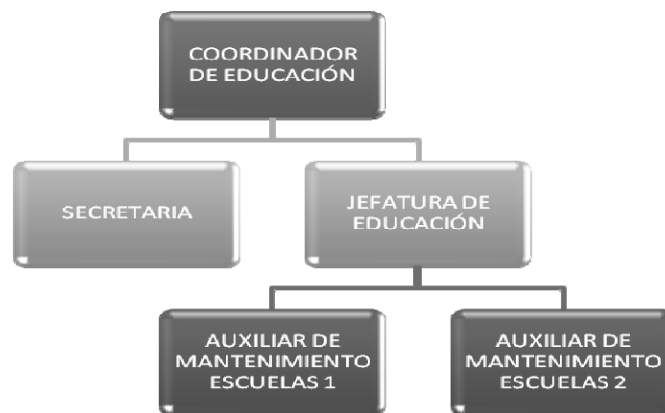 COORDINADOR
DE EDUCACIÓN
SECRETARIA
JEFATURA DE
EDUCACIÓN
AUXILIAR DE
MANTENIMIENTO
ESCUELAS 1
AUXILIAR DE
MANTENIMIENTO
ESCUELAS 2